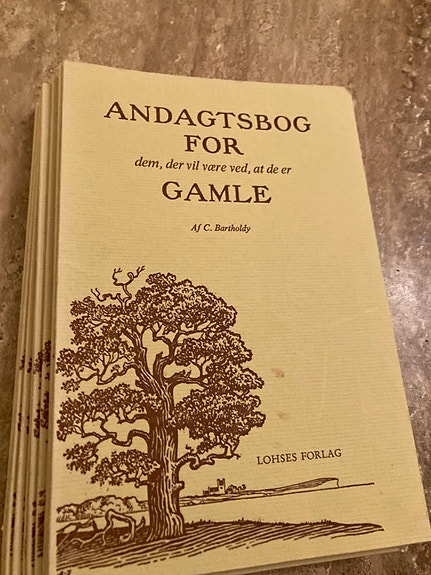 ANDAGTSBOG
FOR
dem, der vil være ved, at de er
GAMLE
Af C. Bartholdy
LOHSES FORLAG